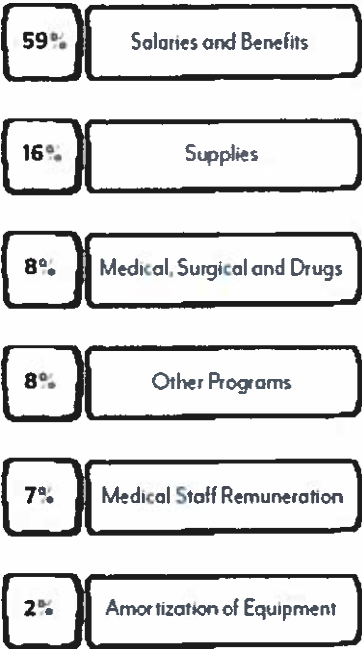 59% Salaries and Benefits
16% Supplies
8% Medical, Surgical and Drugs
8% Other Programs
7% Medical Staff Remuneration
2% Amortization of Equipment